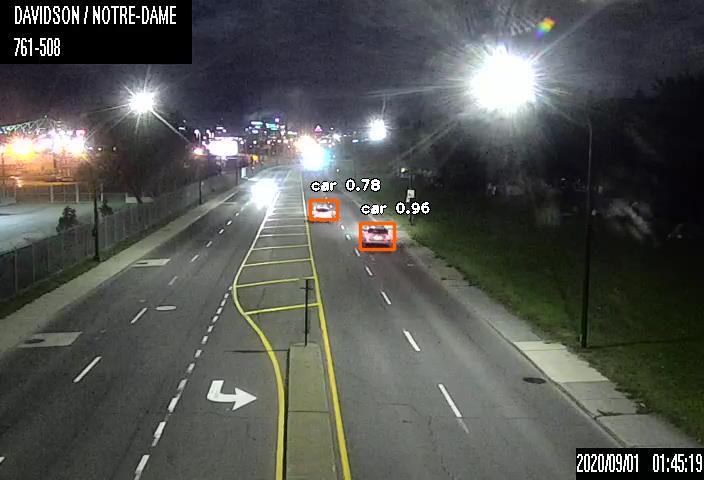 DAVIDSON / NOTRE-DAME
761-508
car 0.78
car 0.96
2020/09/01 01:45:19